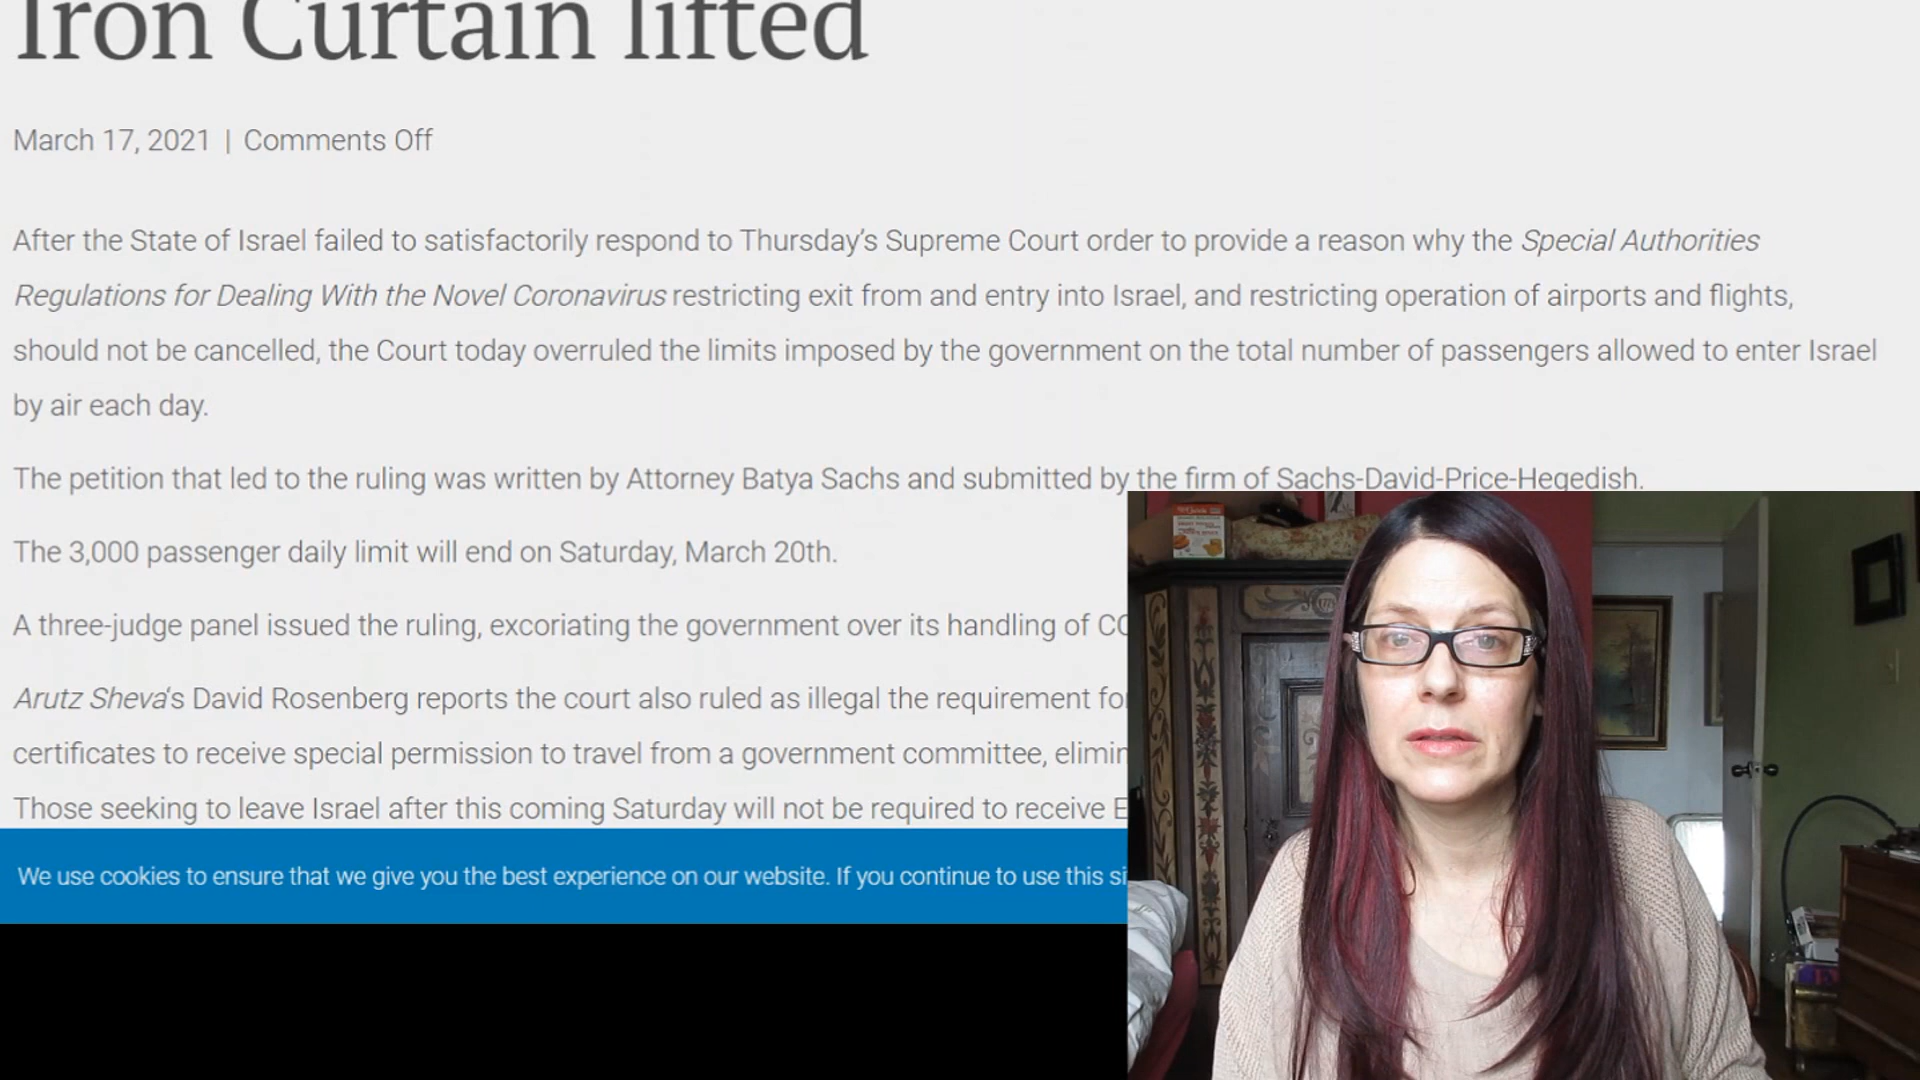 Iron Curtain lifted
March 17, 2021 | Comments Off
After the State of Israel failed to satisfactorily respond to Thursday’s Supreme Court order to provide a reason why the Special Authorities
Regulations for Dealing With the Novel Coronavirus restricting exit from and entry into Israel, and restricting operation of airports and flights,
should not be cancelled, the Court today overruled the limits imposed by the government on the total number of passengers allowed to enter Israel
by air each day.
The petition that led to the ruling was written by Attorney Batya Sachs and submitted by the firm of Sachs-David-Price-Hegedish.
The 3,000 passenger daily limit will end on Saturday, March 20th.
A three-judge panel issued the ruling, excoriating the government over its handling of
Arutz Sheva‘s David Rosenberg reports the court also ruled as illegal the requirement
certificates to receive special permission to travel from a government committee,
Those seeking to leave Israel after this coming Saturday will not be required to receive
We use cookies to ensure that we give you the best experience on our website. If you continue to use this